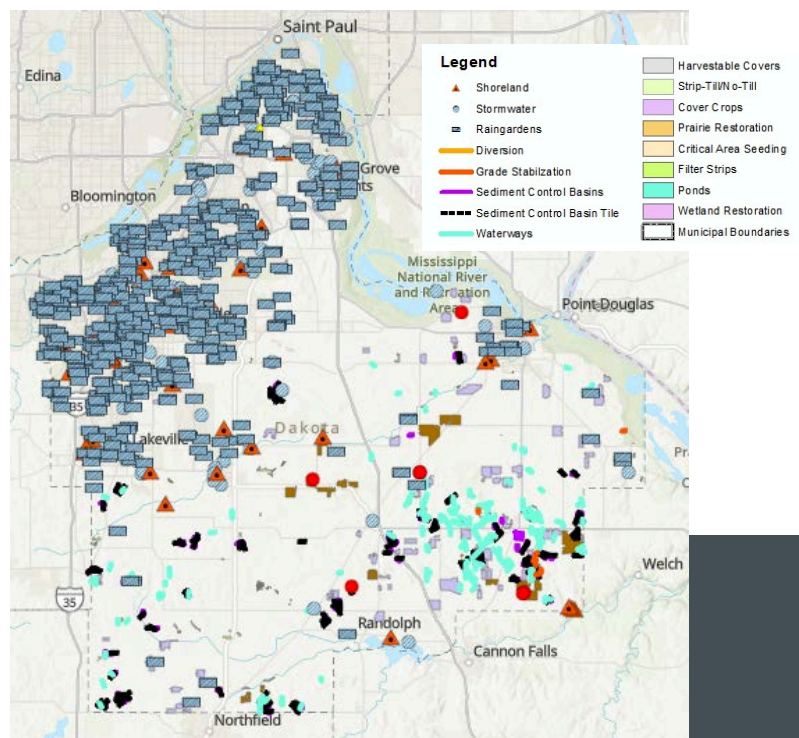 Saint Paul
Edina
Legend
Shoreland
Stormwater
Raingardens
Diversion
Grade Stabilzation
Sediment Control Basins
Sediment Control Basin Tile
Waterways
Harvestable Covers
Strip-Till/No-Till
Cover Crops
Prairie Restoration
Critical Area Seeding
Filter Strips
Ponds
Wetland Restoration
Municipal Boundaries
Grove
Bloomington
Mississippi
National River
and Recreation
Area
Point Douglas
35
Lakeville
Dakota
Welch
35
Randolph
Cannon Falls
Northfield